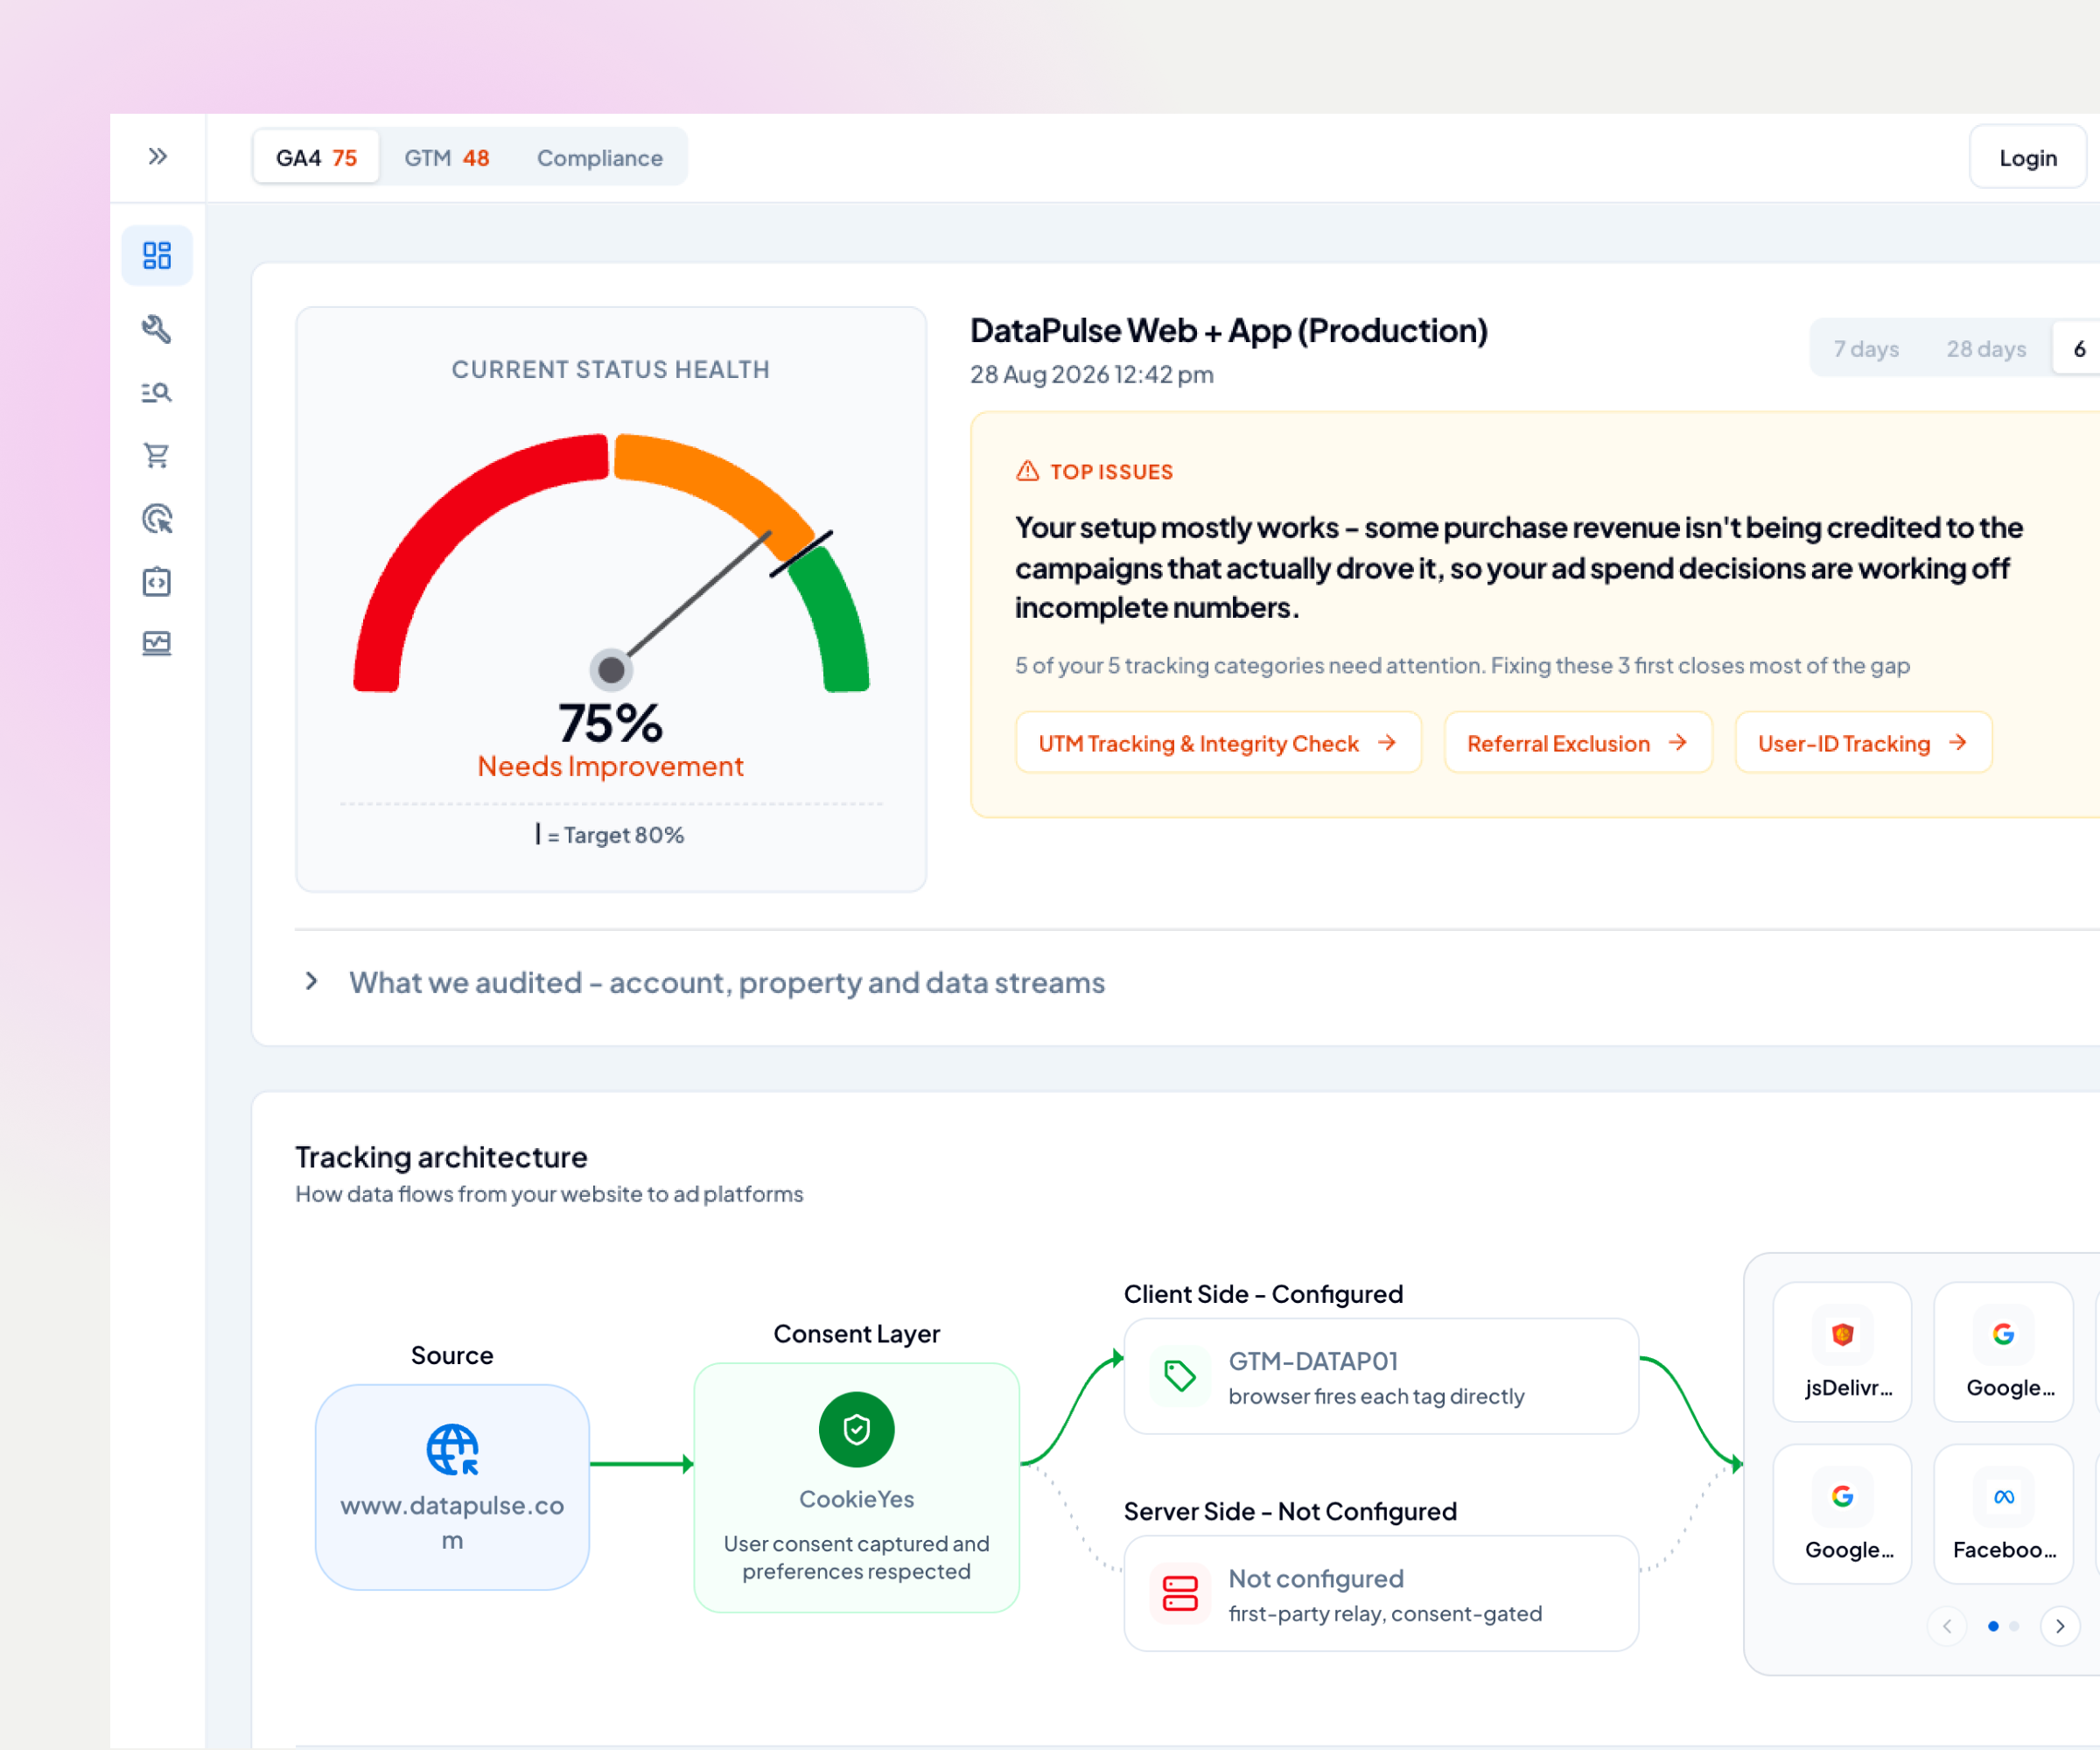 GA4 75 GTM 48 Compliance Login
CURRENT STATUS HEALTH
75%
Needs Improvement
| = Target 80%
DataPulse Web + App (Production)
28 Aug 2026 12:42 pm
7 days 28 days 6
TOP ISSUES
Your setup mostly works – some purchase revenue isn't being credited to the
campaigns that actually drove it, so your ad spend decisions are working off
incomplete numbers.
5 of your 5 tracking categories need attention. Fixing these 3 first closes most of the gap
UTM Tracking & Integrity Check → Referral Exclusion → User-ID Tracking →
What we audited – account, property and data streams
Tracking architecture
How data flows from your website to ad platforms
Source
www.datapulse.co
m
Consent Layer
CookieYes
User consent captured and
preferences respected
Client Side - Configured
GTM-DATAP01
browser fires each tag directly
Server Side - Not Configured
Not configured
first-party relay, consent-gated
jsDelivr... Google...
Google... Faceboo...